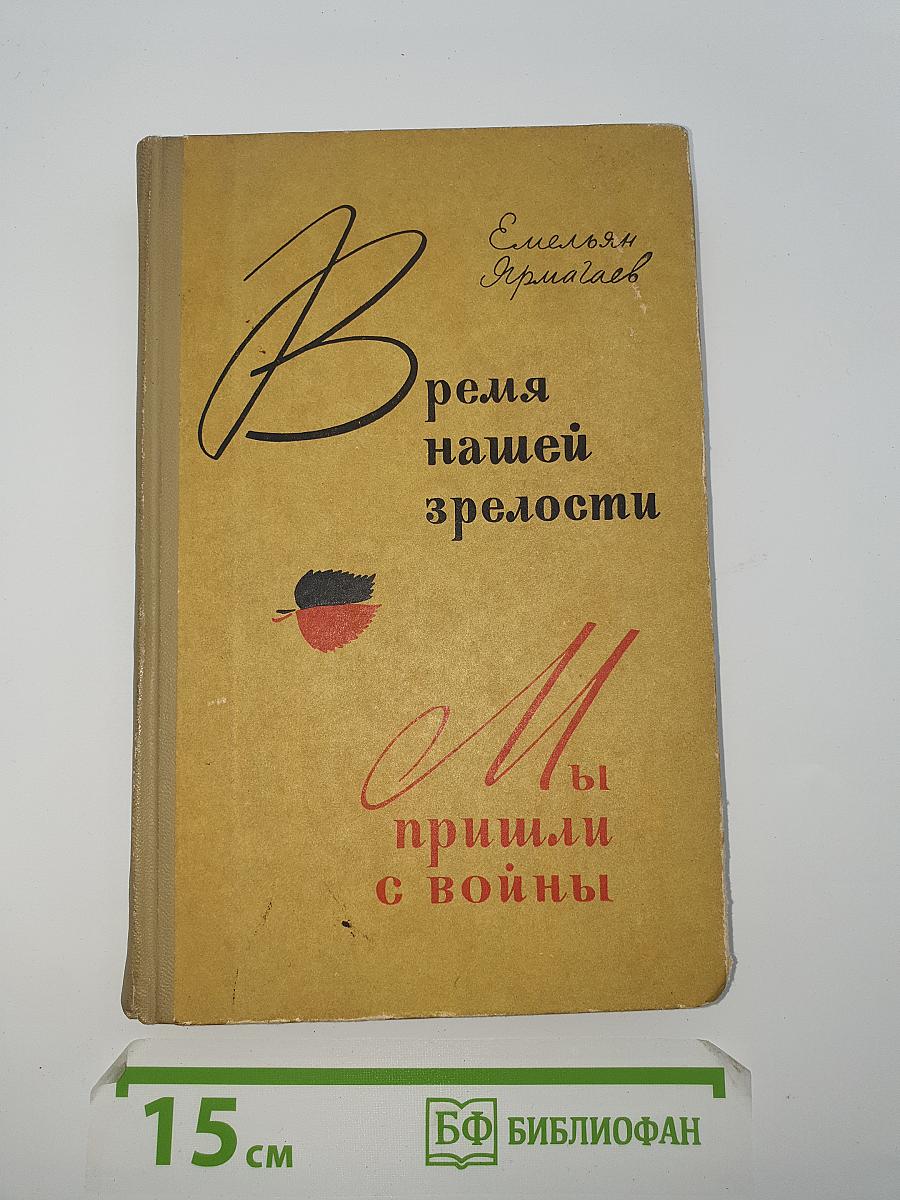 Емельян
Ярмагаев
Время
нашей
зрелости
Мы
пришли
с войны
15 см
БФ БИБЛИОФАН